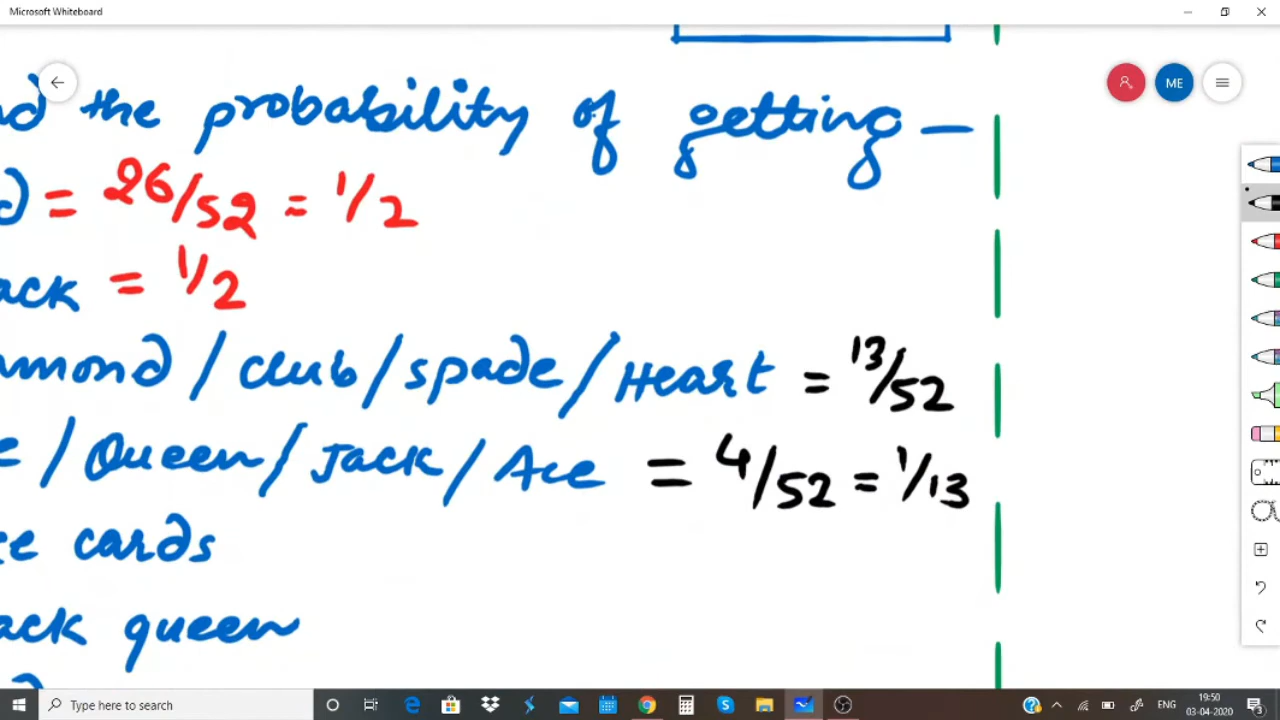 Microsoft Whiteboard
the probability of getting —
ME
= 26/52 = 1/2
ack = 1/2
mond / club / spade / Heart = 13/52
e / Queen / Jack / Ace = 4/52 = 1/13
e cards
ack queen
Type here to search
ENG
19:50
03-04-2020